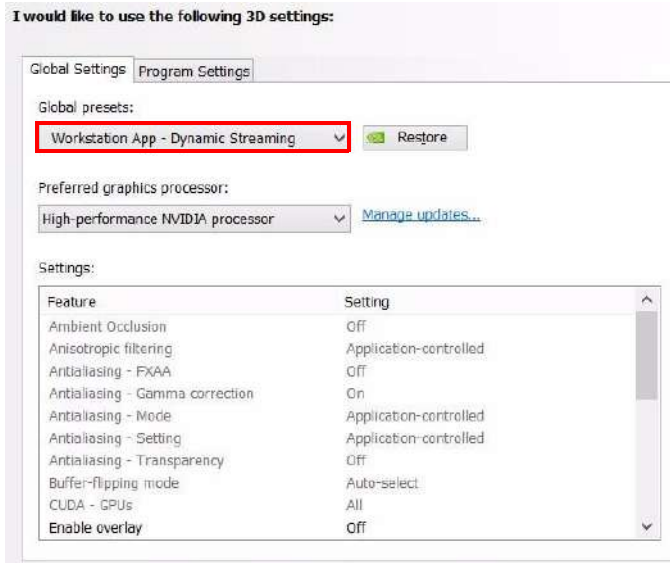 I would like to use the following 3D settings:
Global Settings Program Settings
Global presets:
Workstation App - Dynamic Streaming Restore
Preferred graphics processor:
High-performance NVIDIA processor Manage updates...
Settings:
Feature Setting
Ambient Occlusion Off
Anisotropic filtering Application-controlled
Antialiasing - FXAA Off
Antialiasing - Gamma correction On
Antialiasing - Mode Application-controlled
Antialiasing - Setting Application-controlled
Antialiasing - Transparency Off
Buffer-flipping mode Auto-select
CUDA - GPUs All
Enable overlay Off